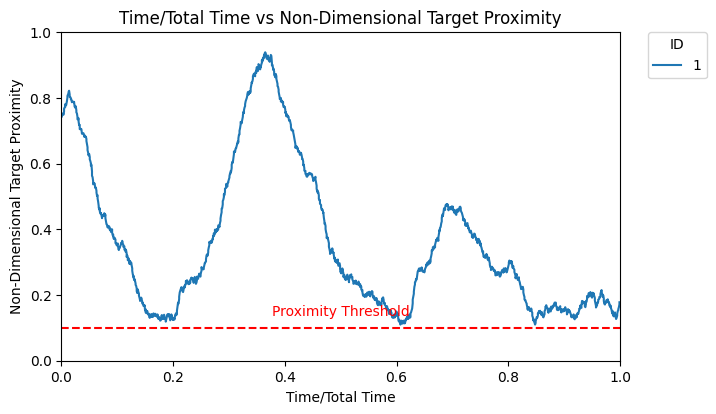 Time/Total Time vs Non-Dimensional Target Proximity
ID
1
Non-Dimensional Target Proximity
1.0
0.8
0.6
0.4
0.2
0.0
Proximity Threshold
0.0 0.2 0.4 0.6 0.8 1.0
Time/Total Time